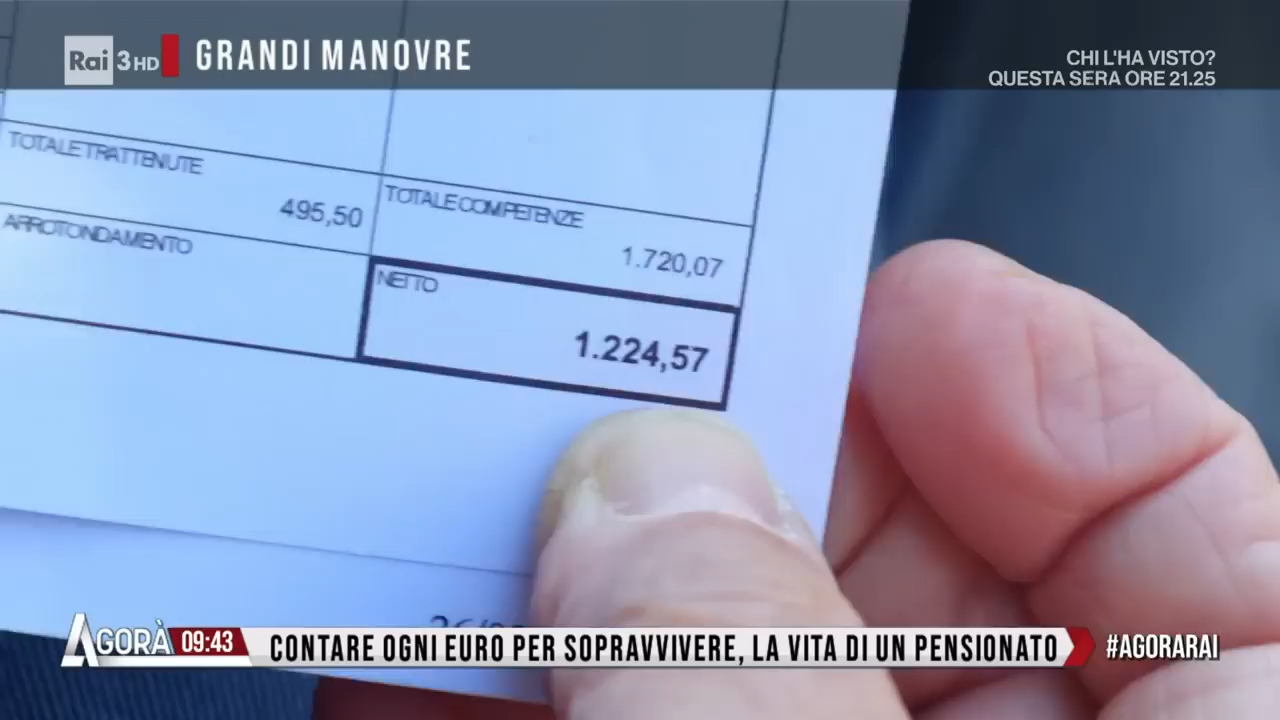 Rai 3HD
GRANDI MANOVRE
CHI L'HA VISTO?
QUESTA SERA ORE 21.25
TOTALE TRATTENUTE
495,50
TOTALE COMPETENZE
1.720,07
ARROTONDAMENTO
NETTO
1.224,57
AGORÀ 09:43
CONTARE OGNI EURO PER SOPRAVVIVERE, LA VITA DI UN PENSIONATO
#AGORARAI